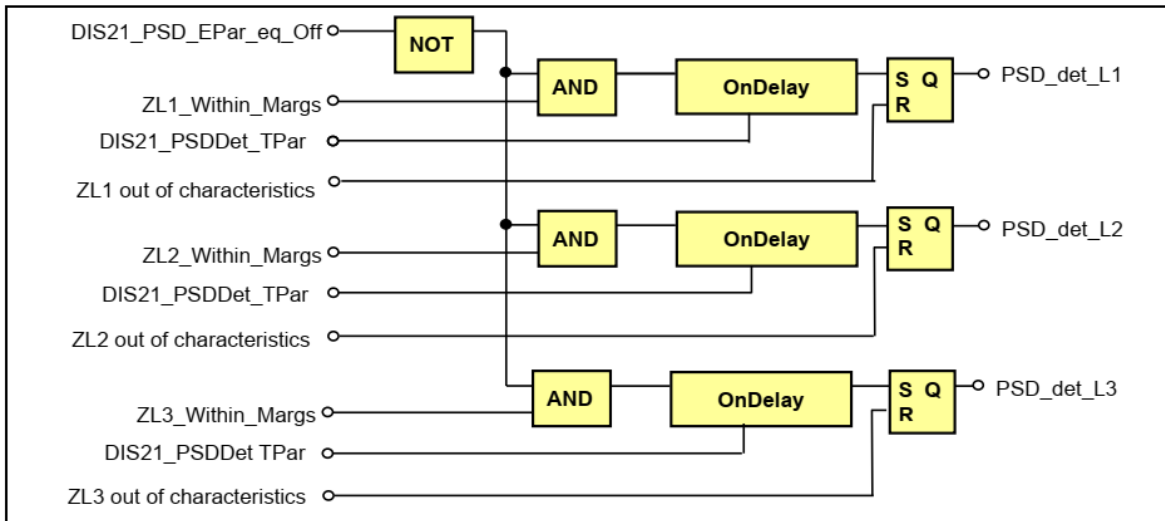 DIS21_PSD_EPar_eq_Off
NOT
AND
OnDelay
S Q
R
PSD_det_L1
ZL1_Within_Margs
DIS21_PSDDet_TPar
ZL1 out of characteristics
AND
OnDelay
S Q
R
PSD_det_L2
ZL2_Within_Margs
DIS21_PSDDet_TPar
ZL2 out of characteristics
AND
OnDelay
S Q
R
PSD_det_L3
ZL3_Within_Margs
DIS21_PSDDet TPar
ZL3 out of characteristics